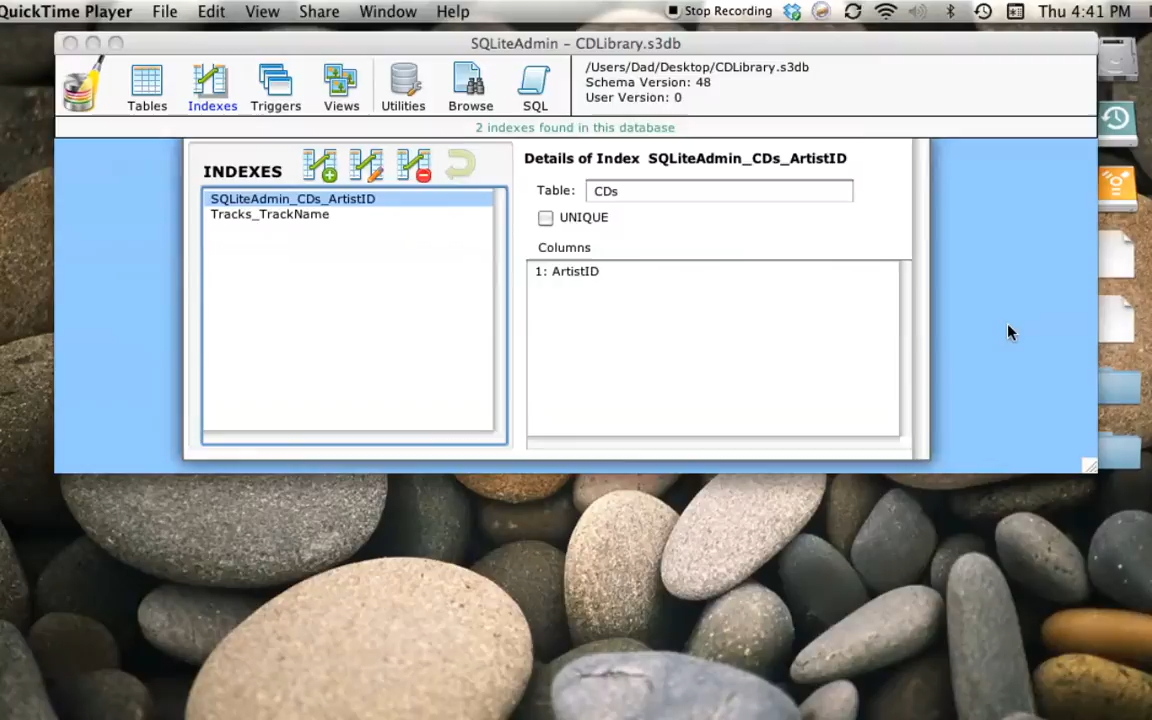 QuickTime Player File Edit View Share Window Help Stop Recording Thu 4:41 PM
SQLiteAdmin – CDLibrary.s3db
Tables Indexes Triggers Views Utilities Browse SQL
/Users/Dad/Desktop/CDLibrary.s3db
Schema Version: 48
User Version: 0
2 indexes found in this database
INDEXES
SQLiteAdmin_CDs_ArtistID
Tracks_TrackName
Details of Index SQLiteAdmin_CDs_ArtistID
Table: CDs
UNIQUE
Columns
1: ArtistID